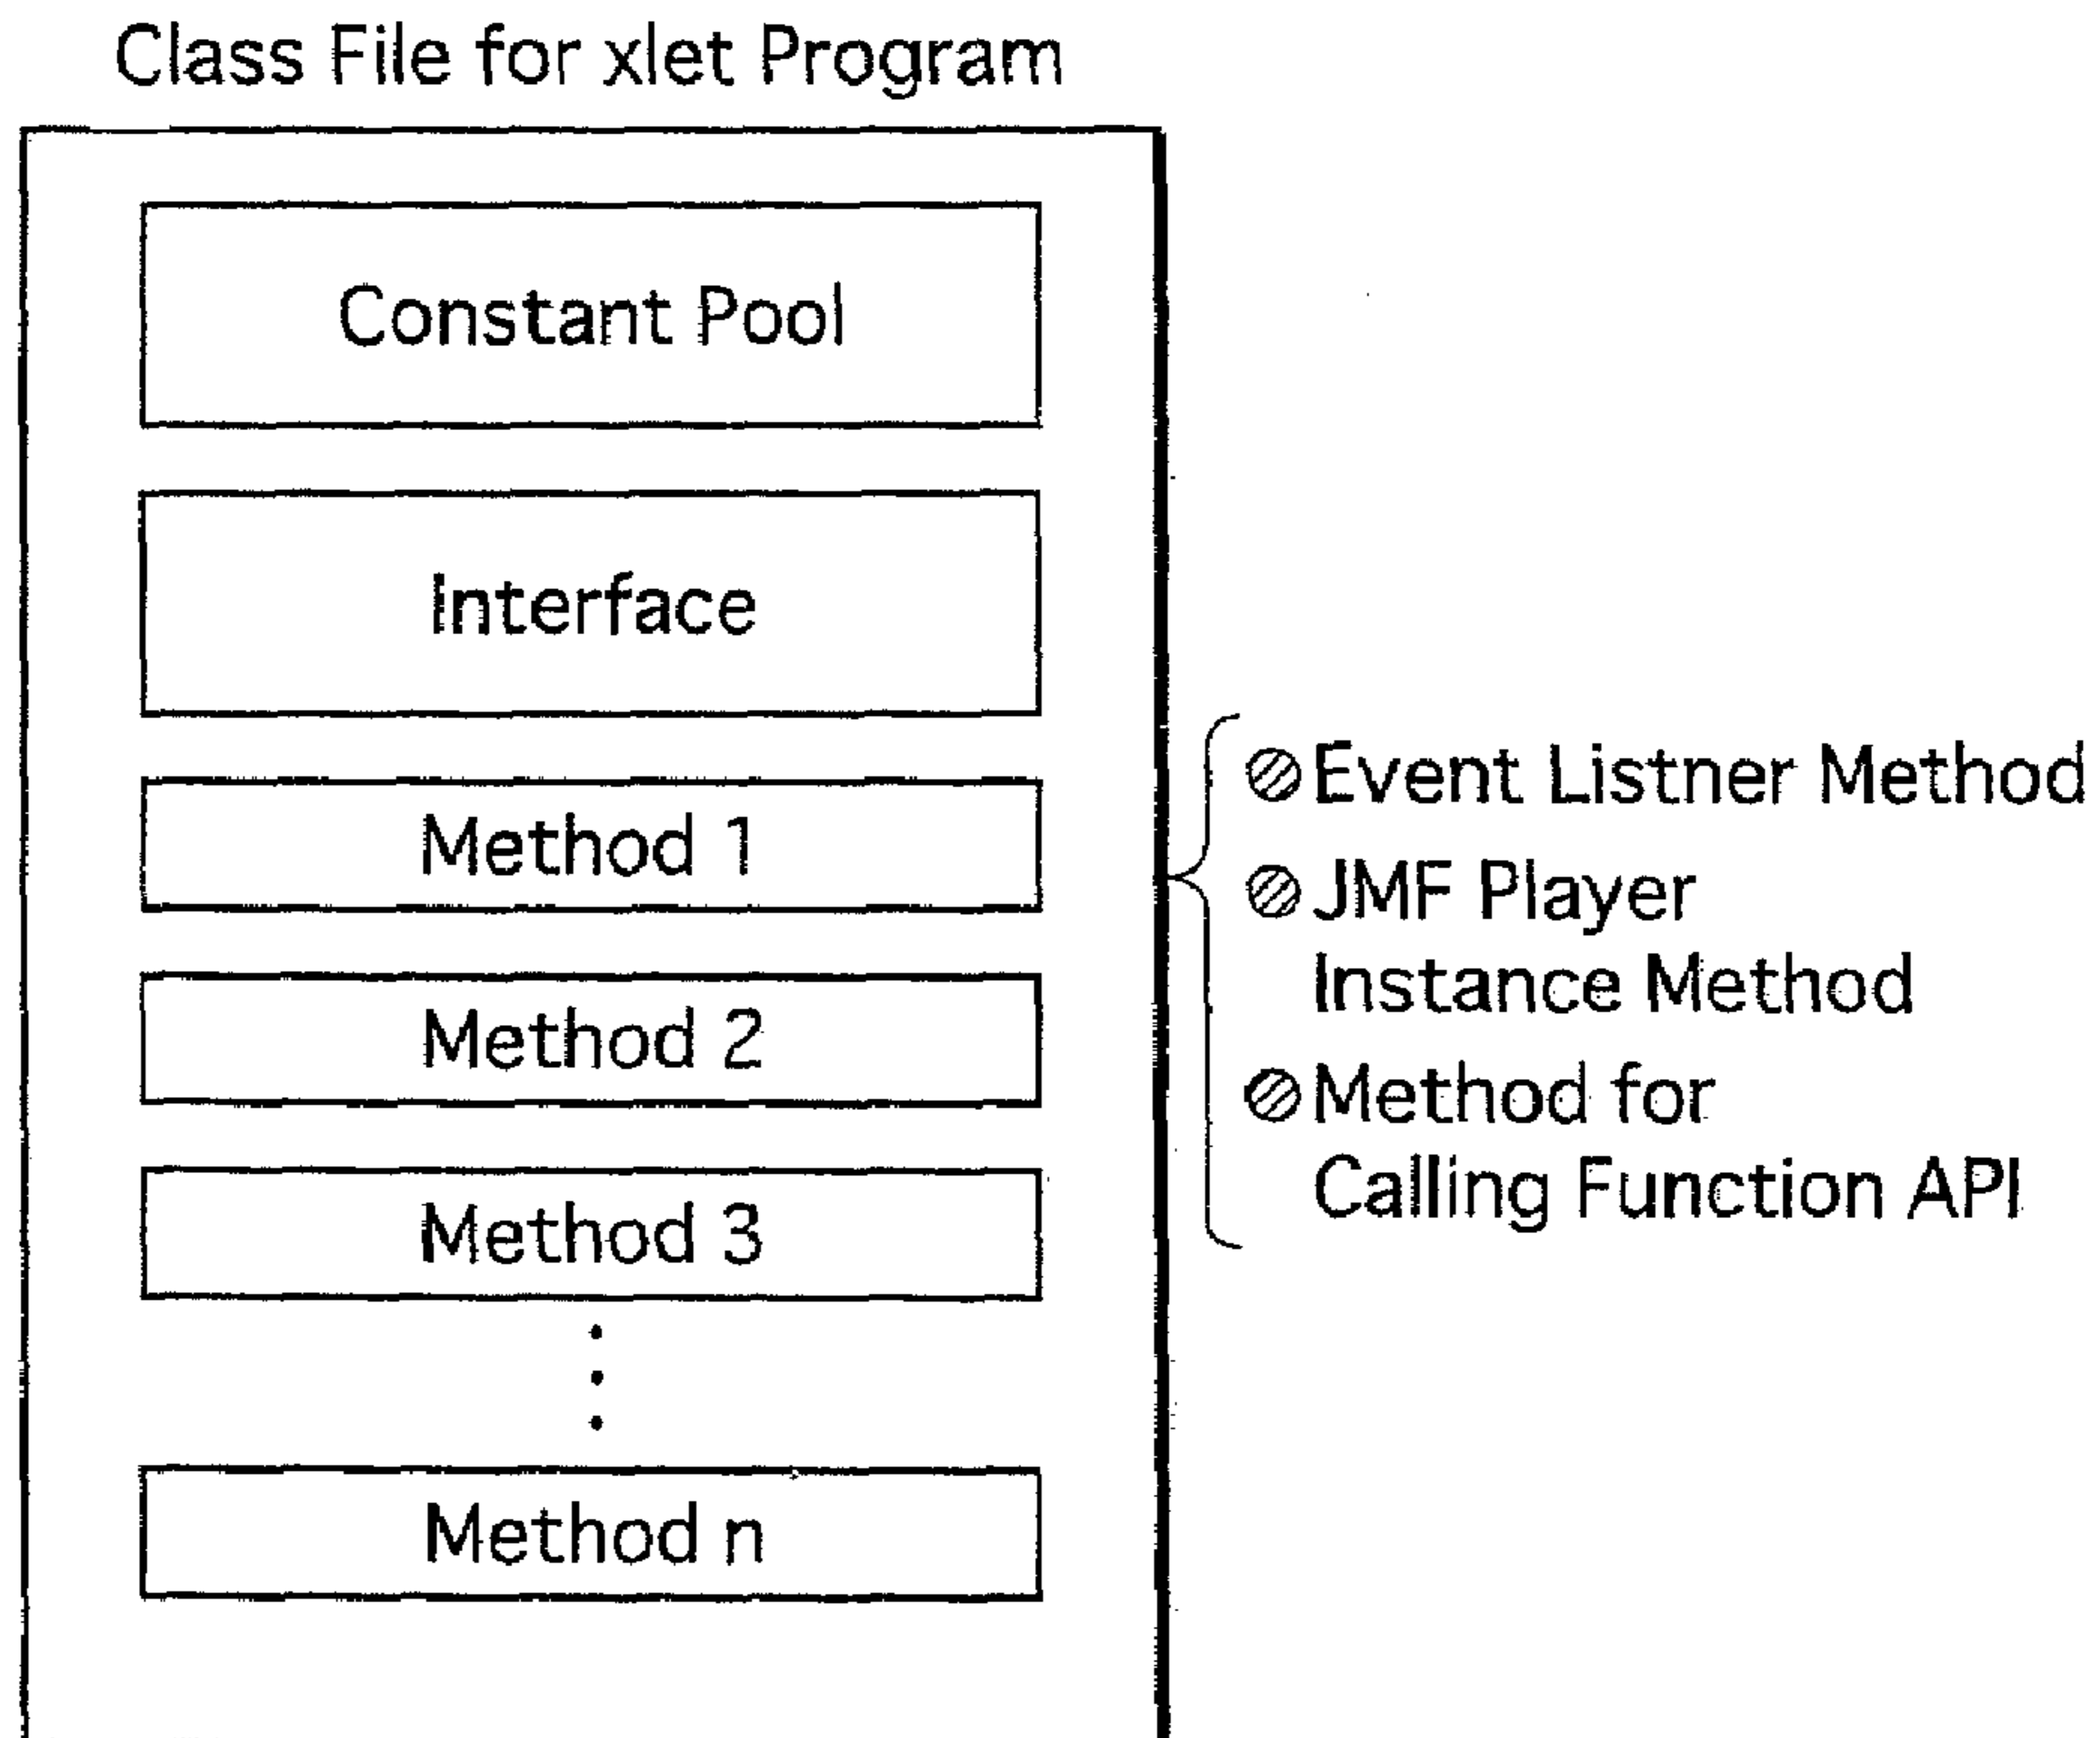 Class File for xlet Program
Constant Pool
Interface
Method 1
Method 2
Method 3
Method n
Event Listner Method
JMF Player
Instance Method
Method for
Calling Function API